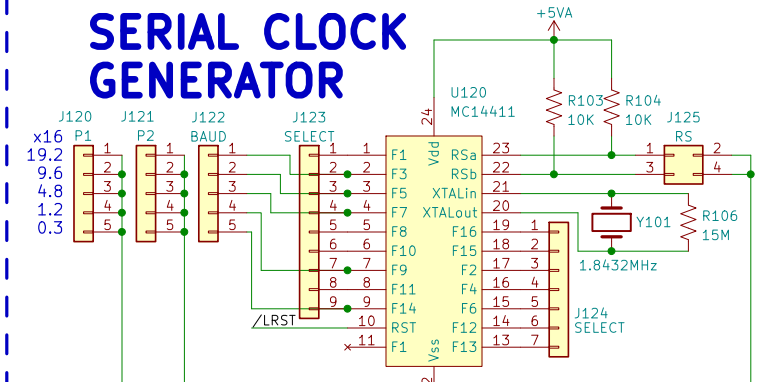 SERIAL CLOCK
GENERATOR
+5VA
J120
P1
J121
P2
J122
BAUD
J123
SELECT
x16
19.2
9.6
4.8
1.2
0.3
1
2
3
4
5
1
2
3
4
5
1
2
3
4
5
1
2
3
4
5
6
7
8
9
/LRST
U120
MC14411
24
Vdd
1 F1
2 F3
3 F5
4 F7
5 F8
6 F10
7 F9
8 F11
9 F14
10 RST
11 F1
RSa 23
RSb 22
XTALin 21
XTALout 20
F16 19
F15 18
F2 17
F4 16
F6 15
F12 14
F13 13
Vss
1
2
3
4
5
6
7
J124
SELECT
R103
10K
R104
10K
J125
RS
1 2
3 4
Y101
1.8432MHz
R106
15M